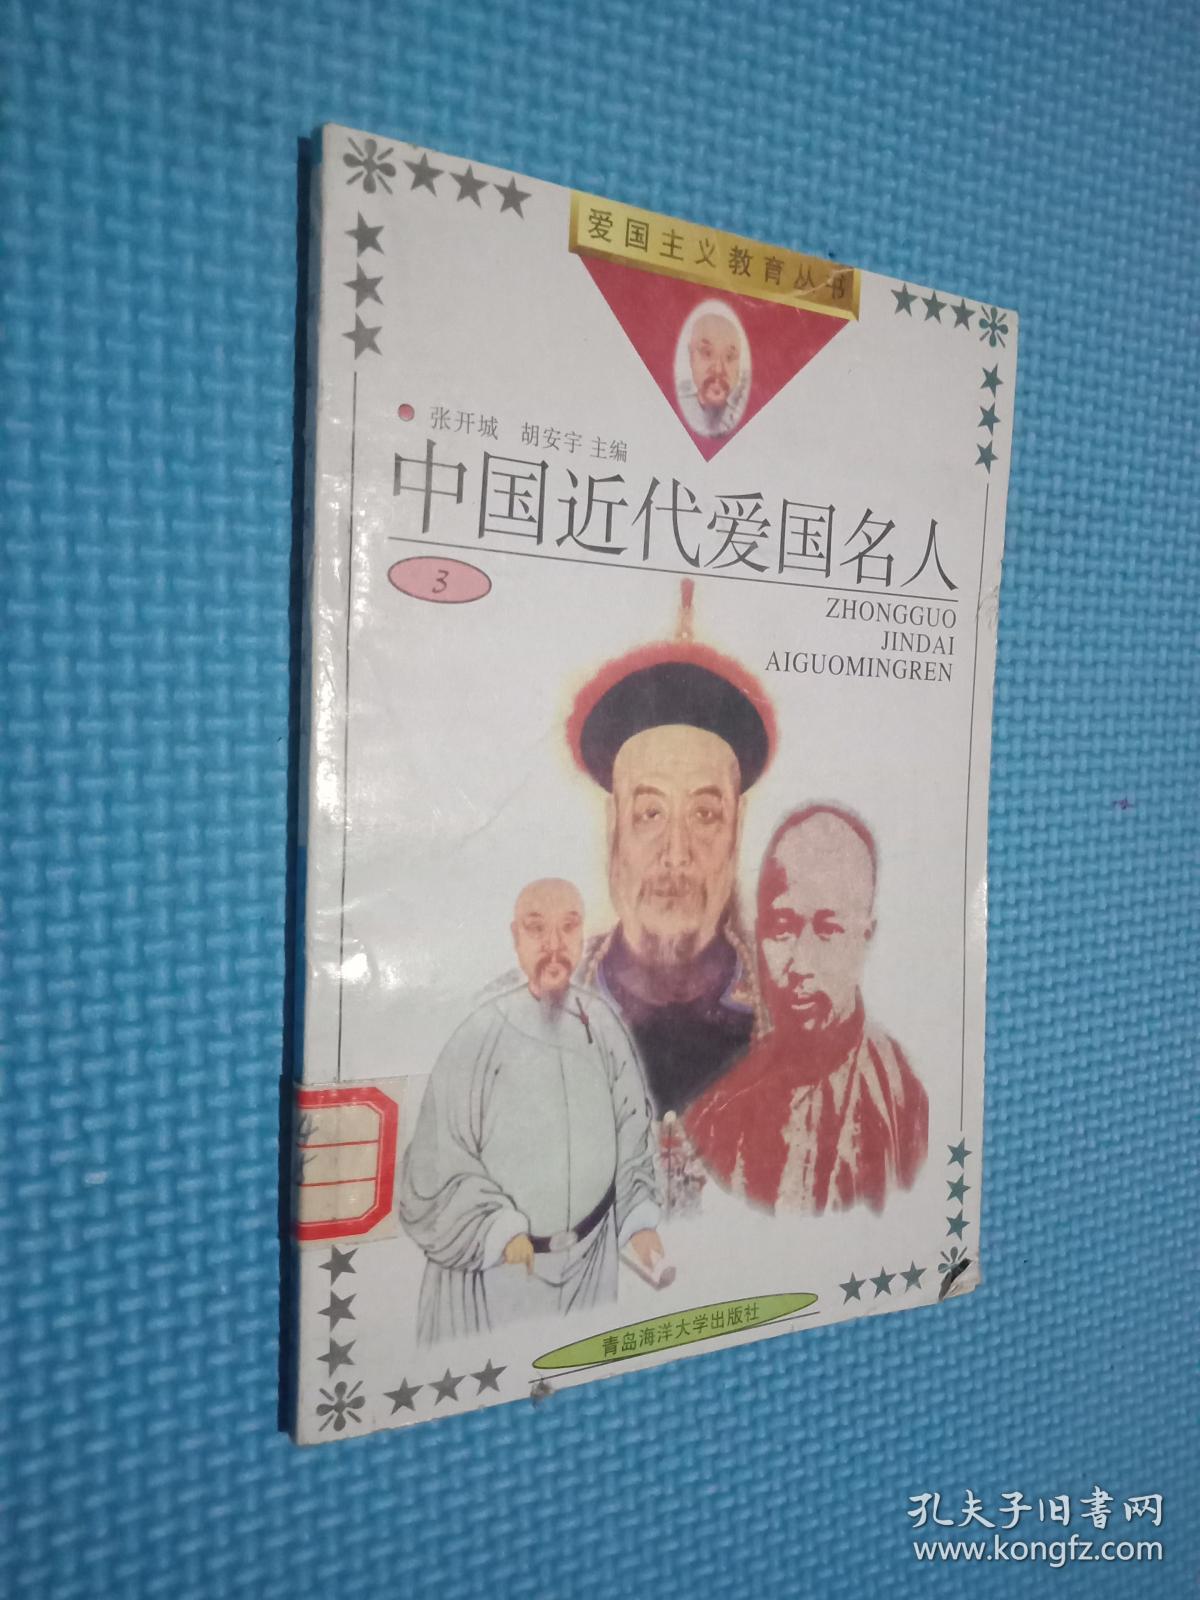 爱国主义教育丛书
张开城 胡安宇 主编
中国近代爱国名人
3
ZHONGGUO
JINDAI
AIGUOMINGREN
青岛海洋大学出版社
孔夫子旧书网
www.kongfz.com